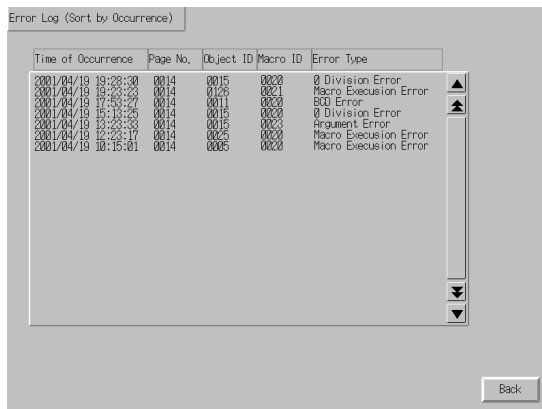 Error Log (Sort by Occurrence)
Time of Occurrence Page No. Object ID Macro ID Error Type
2001/04/19 19:28:30 0014 0015 0020 0 Division Error
2001/04/19 19:23:23 0014 0126 0021 Macro Execusion Error
2001/04/19 17:53:27 0014 0011 0020 BCD Error
2001/04/19 15:13:25 0014 0015 0020 0 Division Error
2001/04/19 13:23:33 0014 0015 0023 Argument Error
2001/04/19 12:23:17 0014 0025 0020 Macro Execusion Error
2001/04/19 10:15:01 0014 0005 0020 Macro Execusion Error
Back